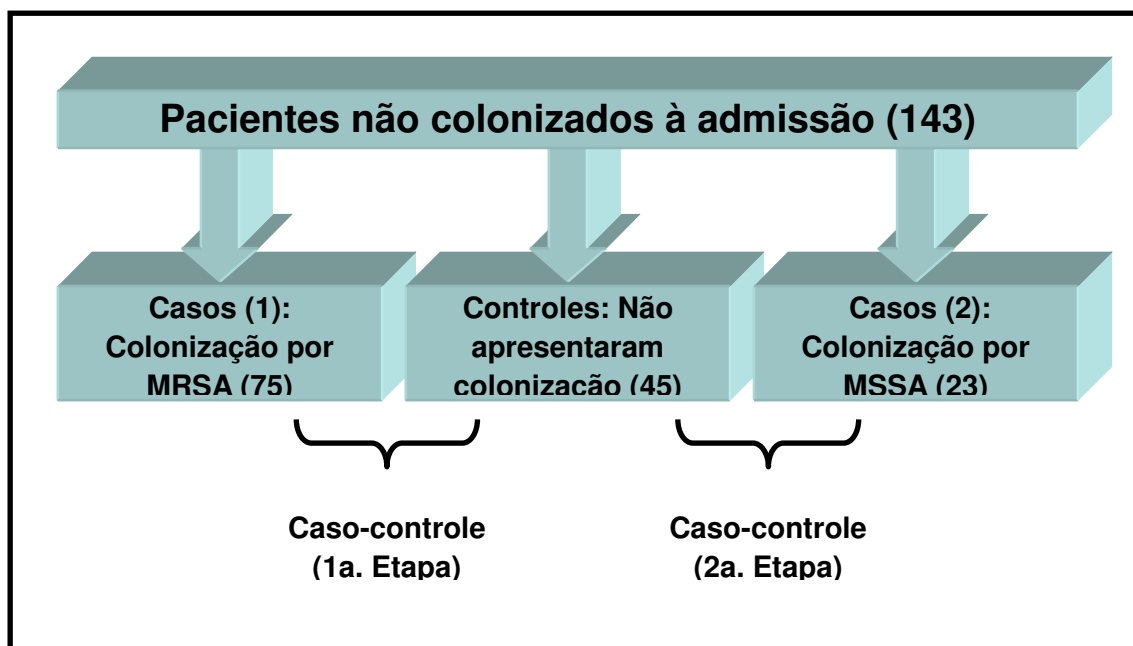 Pacientes não colonizados à admissão (143)
Casos (1):
Colonização por
MRSA (75)
Controles: Não
apresentaram
colonização (45)
Casos (2):
Colonização por
MSSA (23)
Caso-controle
(1a. Etapa)
Caso-controle
(2a. Etapa)